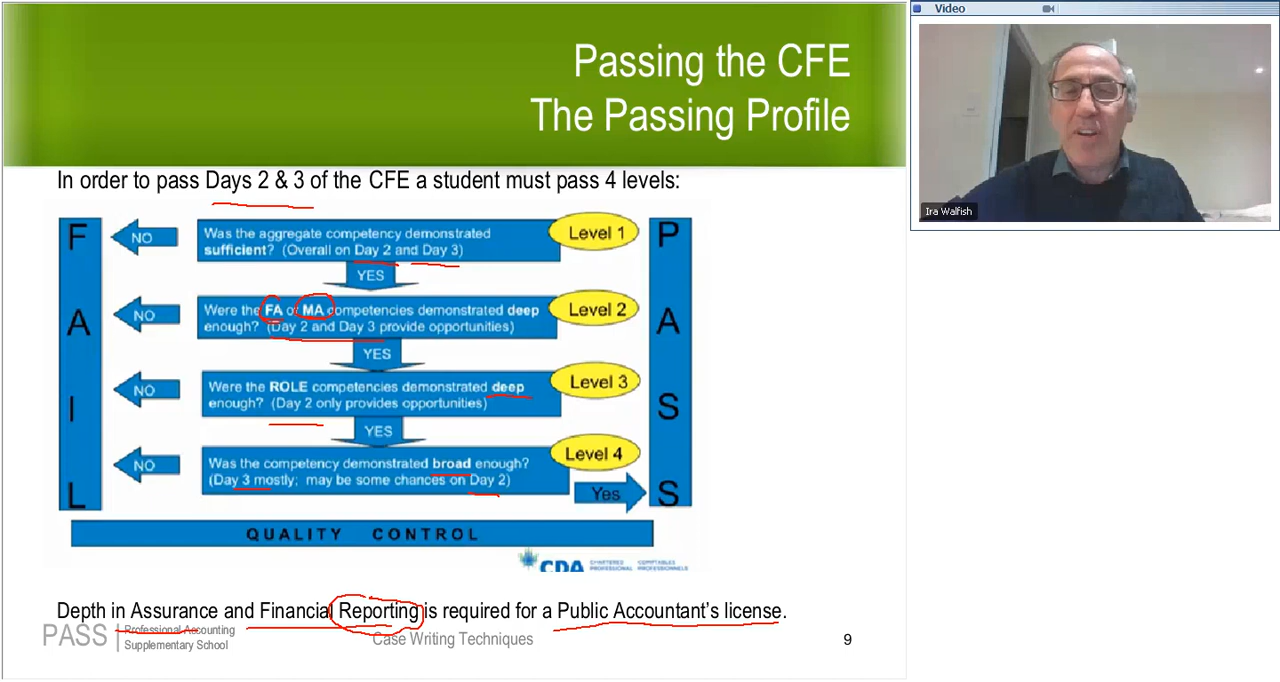 Passing the CFE
The Passing Profile
In order to pass Days 2 & 3 of the CFE a student must pass 4 levels:
FAIL
NO
Was the aggregate competency demonstrated
sufficient? (Overall on Day 2 and Day 3)
Level 1
YES
NO
Were the FA or MA competencies demonstrated deep
enough? (Day 2 and Day 3 provide opportunities)
Level 2
YES
NO
Were the ROLE competencies demonstrated deep
enough? (Day 2 only provides opportunities)
Level 3
YES
NO
Was the competency demonstrated broad enough?
(Day 3 mostly; may be some chances on Day 2)
Level 4
Yes
PASS
QUALITY CONTROL
CPA
CHARTERED PROFESSIONAL
COMPTABLES PROFESSIONNELS
Depth in Assurance and Financial Reporting is required for a Public Accountant's license.
PASS
Professional Accounting
Supplementary School
Case Writing Techniques
9
Video
Ira Walfish